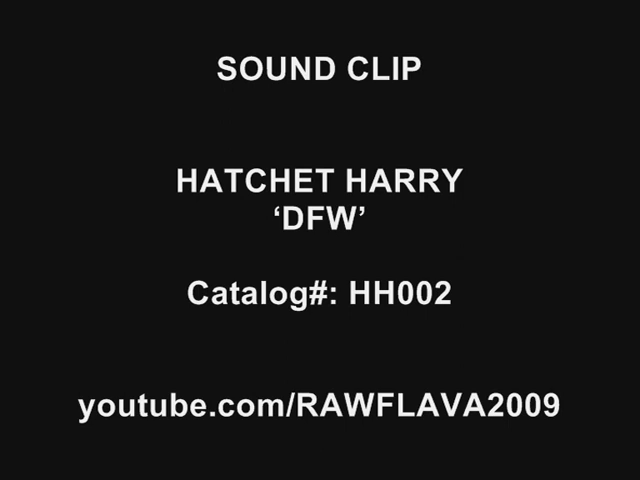 SOUND CLIP
HATCHET HARRY
‘DFW’
Catalog#: HH002
youtube.com/RAWFLAVA2009